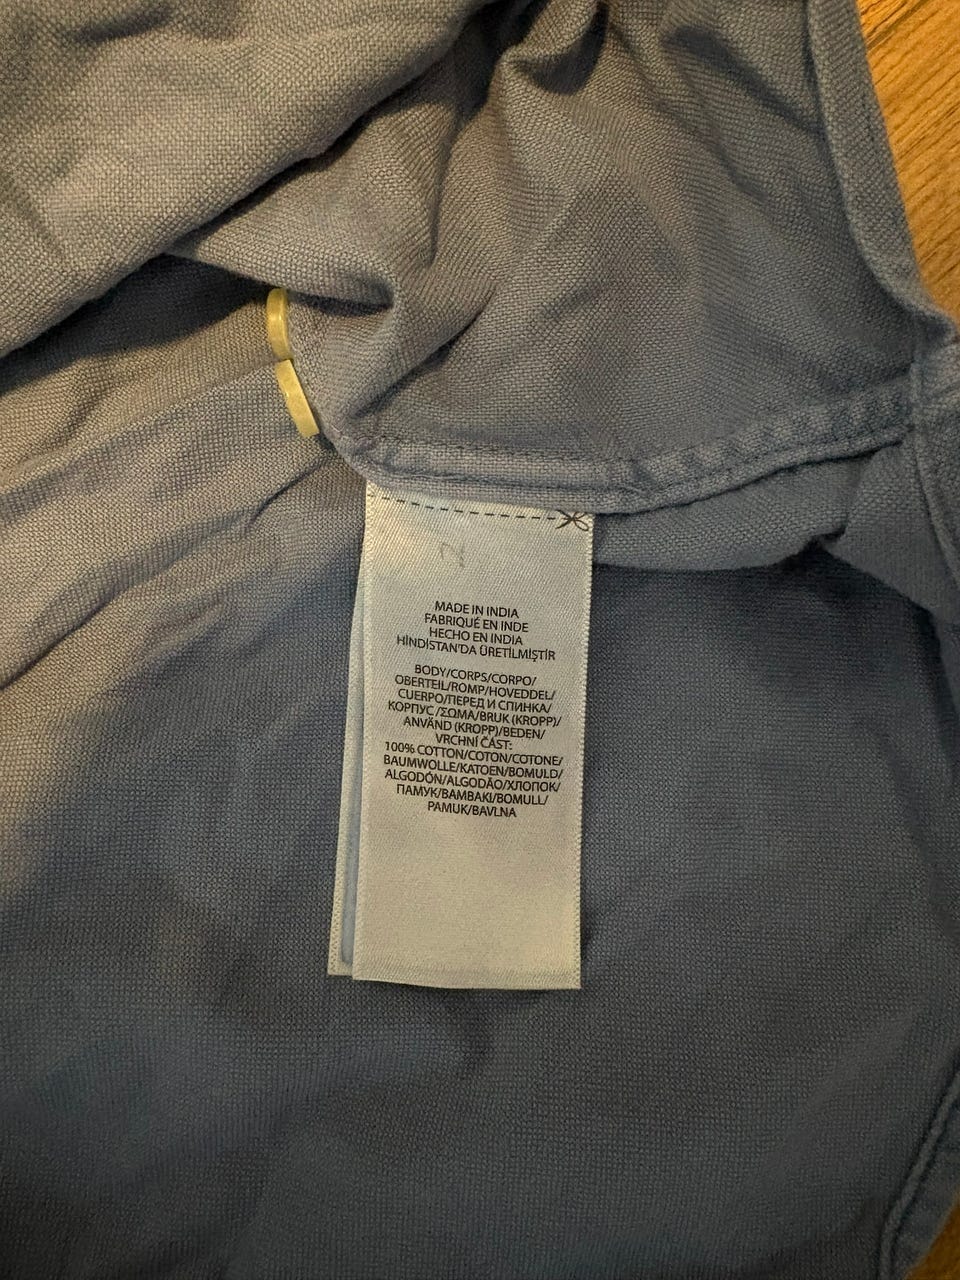 2
MADE IN INDIA
FABRIQUÉ EN INDE
HECHO EN INDIA
HİNDİSTAN'DA ÜRETİLMİŞTİR
BODY/CORPS/CORPO/
OBERTEIL/ROMP/HOVEDDEL/
CUERPO/ПЕРЕД И СПИНКА/
КОРПУС/ΣΩΜΑ/BRUK (KROPP)/
ANVÄND (KROPP)/BEDEN/
VRCHNÍ ČÁST:
100% COTTON/COTON/COTONE/
BAUMWOLLE/KATOEN/BOMULD/
ALGODÓN/ALGODÃO/ХЛОПОК/
ПАМУК/ΒΑΜΒΑΚΙ/BOMULL/
PAMUK/BAVLNA